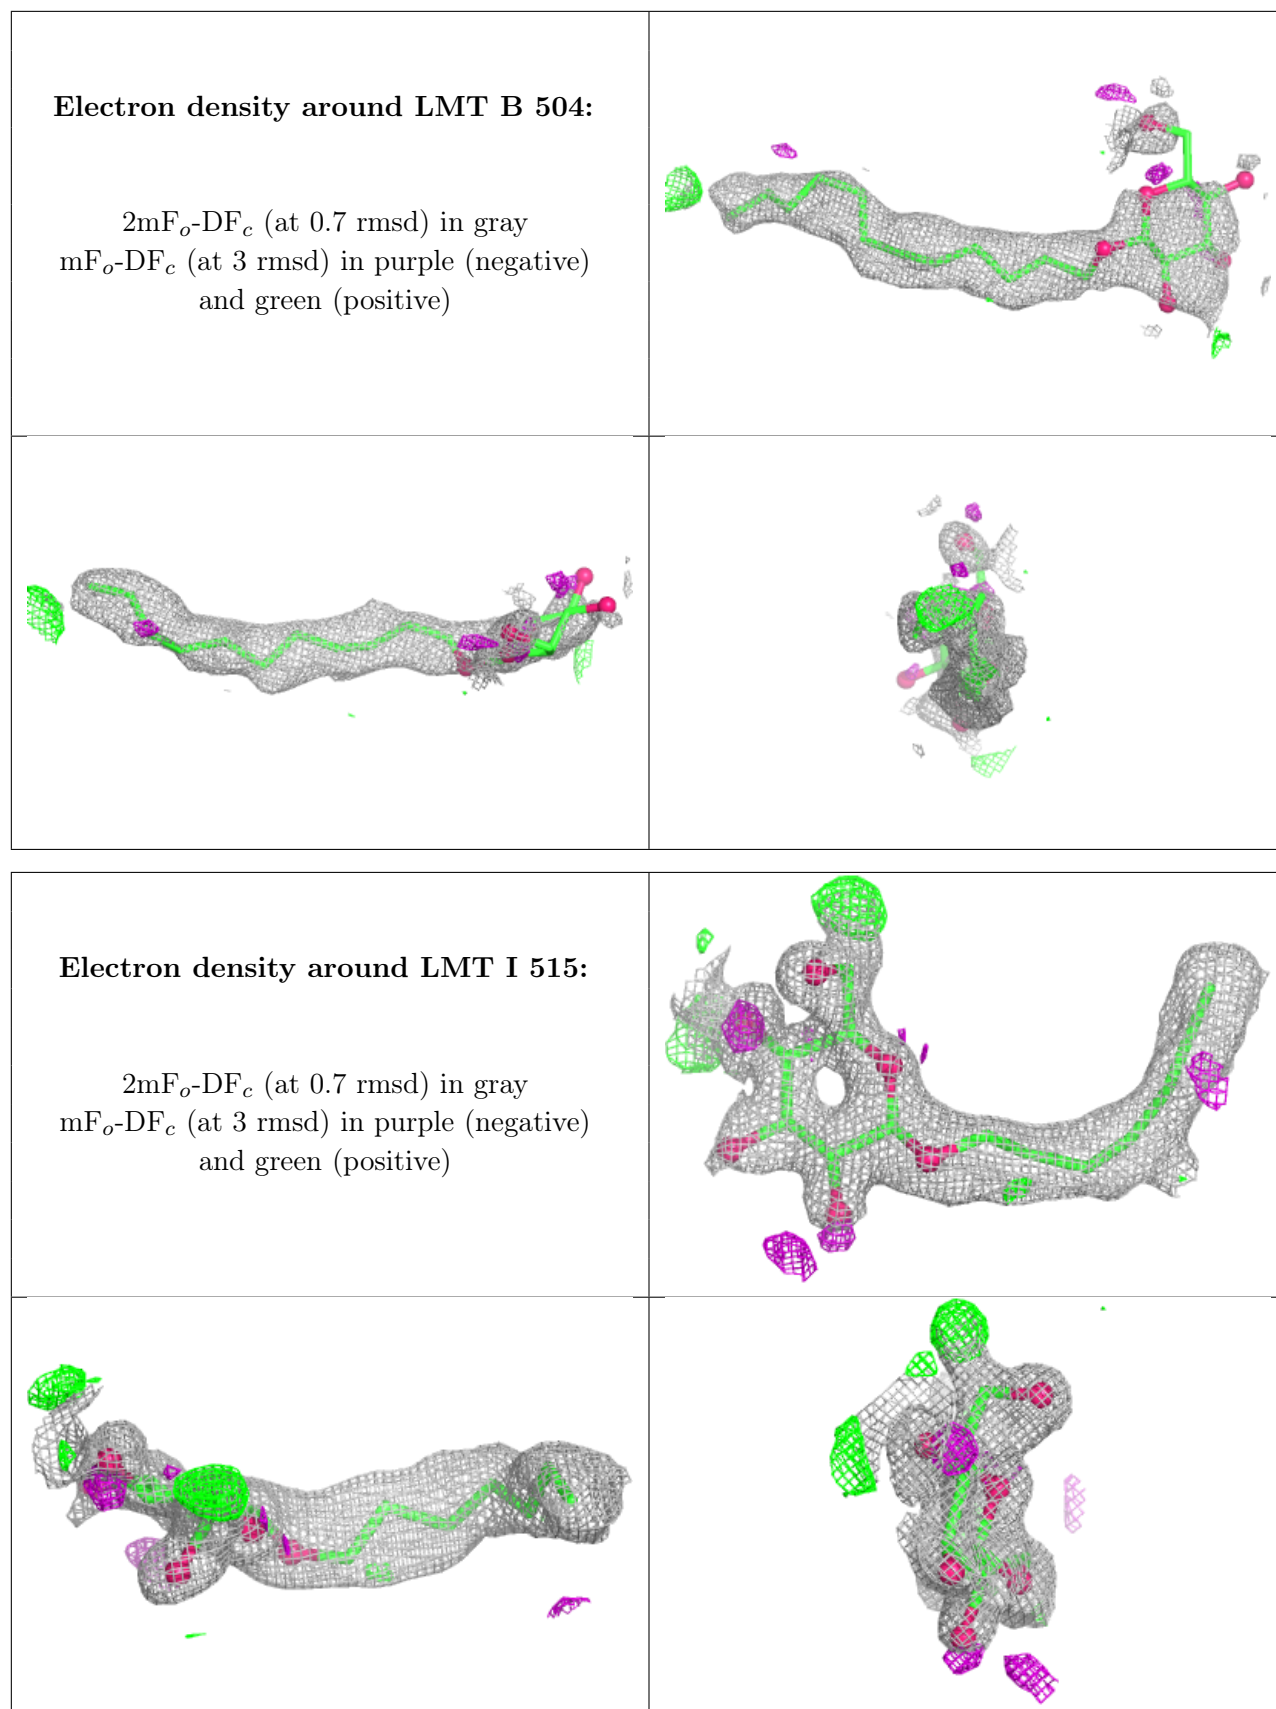 Electron density around LMT B 504:
2mFo-DFc (at 0.7 rmsd) in gray
mFo-DFc (at 3 rmsd) in purple (negative)
and green (positive)
Electron density around LMT I 515:
2mFo-DFc (at 0.7 rmsd) in gray
mFo-DFc (at 3 rmsd) in purple (negative)
and green (positive)